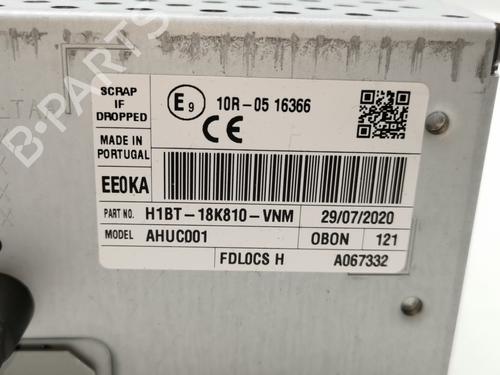 SCRAP
IF
DROPPED
E9 10R-05 16366
CE
MADE IN
PORTUGAL
EE0KA
PART NO. H1BT-18K810-VNM 29/07/2020
MODEL AHUC001 OBON 121
FDLOCS H A067332
B-PARTS